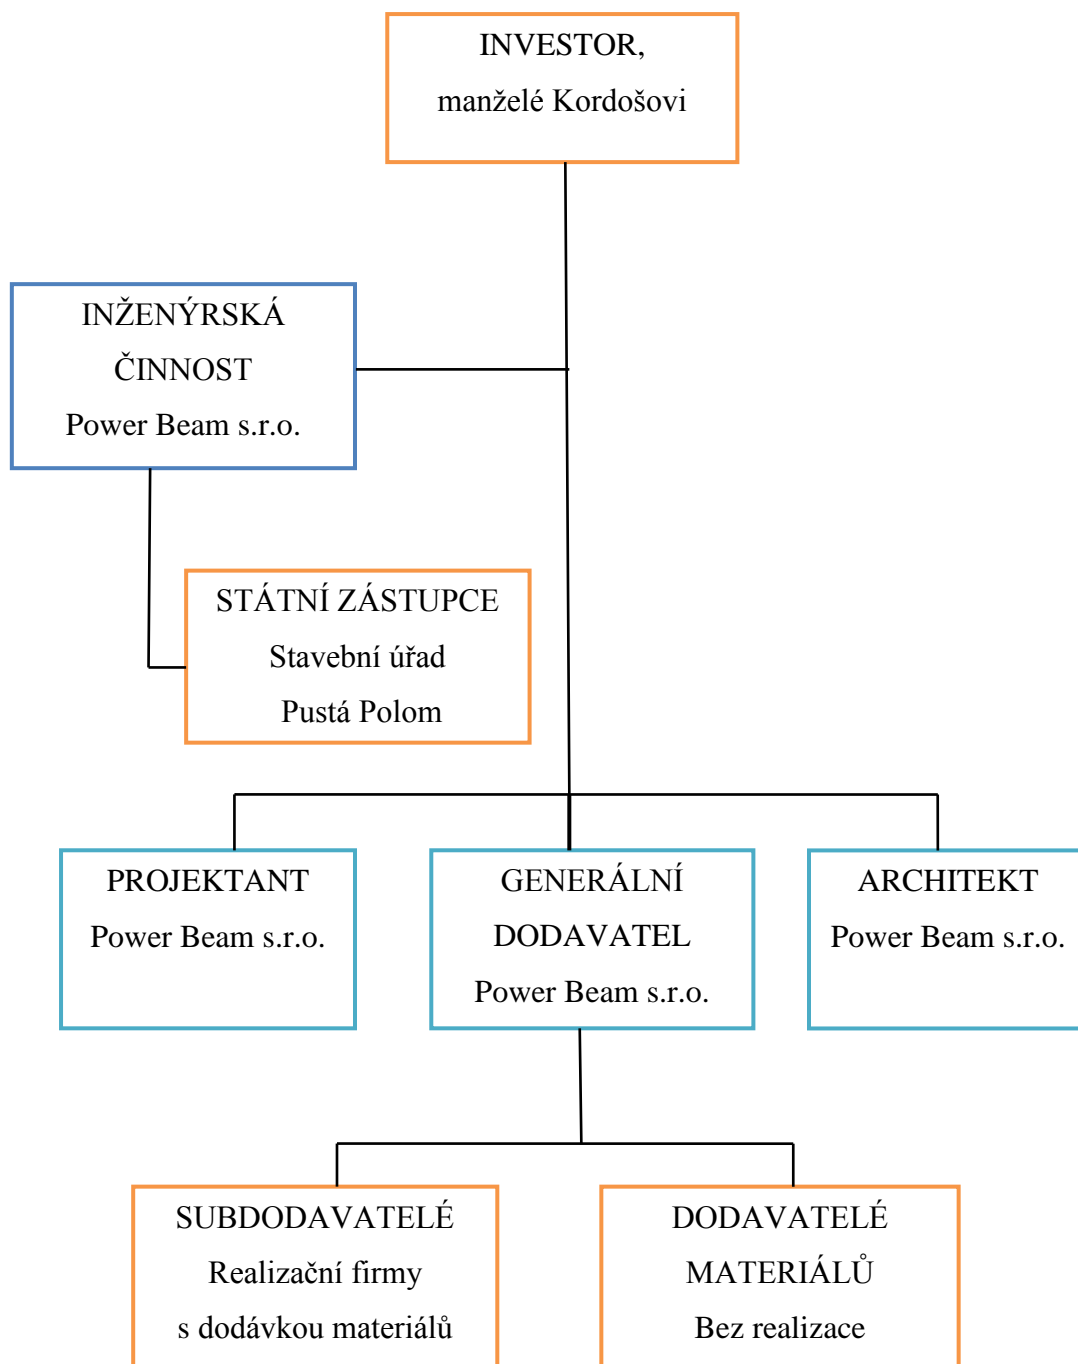 INVESTOR,
manželé Kordošovi
INŽENÝRSKÁ
ČINNOST
Power Beam s.r.o.
STÁTNÍ ZÁSTUPCE
Stavební úřad
Pustá Polom
PROJEKTANT
Power Beam s.r.o.
GENERÁLNÍ
DODAVATEL
Power Beam s.r.o.
ARCHITEKT
Power Beam s.r.o.
SUBDODAVATELÉ
Realizační firmy
s dodávkou materiálů
DODAVATELÉ
MATERIÁLŮ
Bez realizace